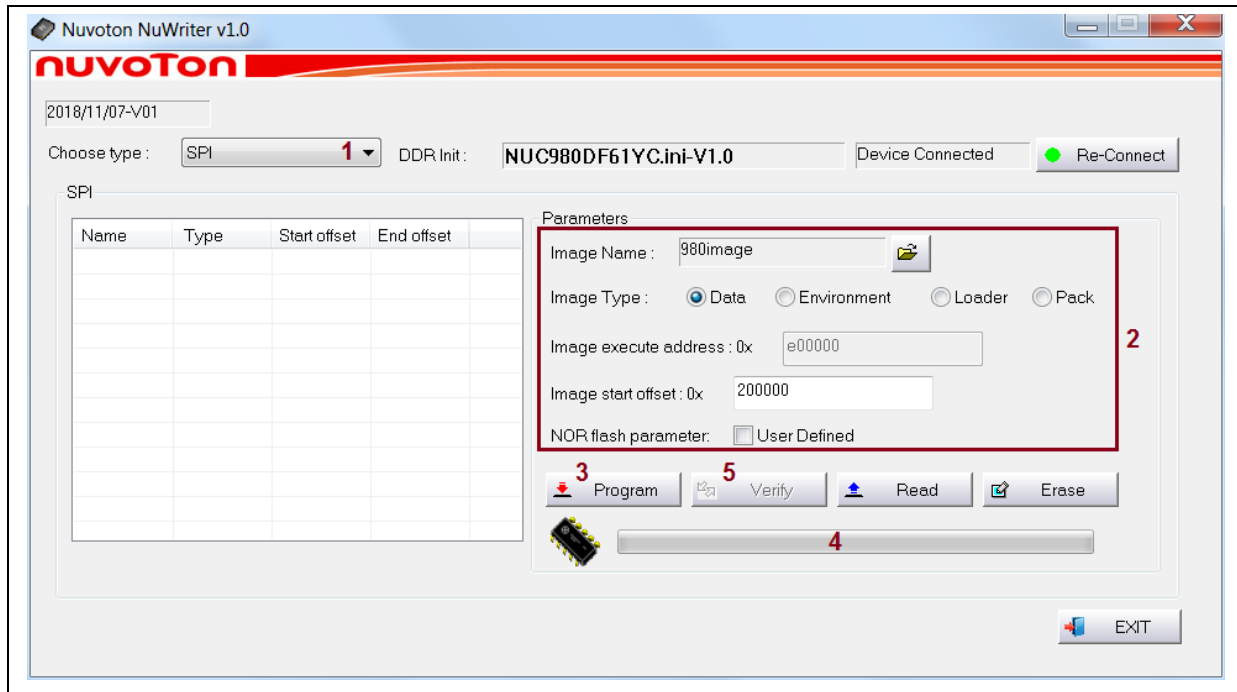 Nuvoton NuWriter v1.0
nuvoTon
2018/11/07-V01
Choose type : SPI 1 DDR Init : NUC980DF61YC.ini-V1.0 Device Connected Re-Connect
SPI
Name Type Start offset End offset
Parameters
Image Name : 980image
Image Type : Data Environment Loader Pack
Image execute address : 0x e00000
2
Image start offset : 0x 200000
NOR flash parameter: User Defined
3 5
Program Verify Read Erase
4
EXIT